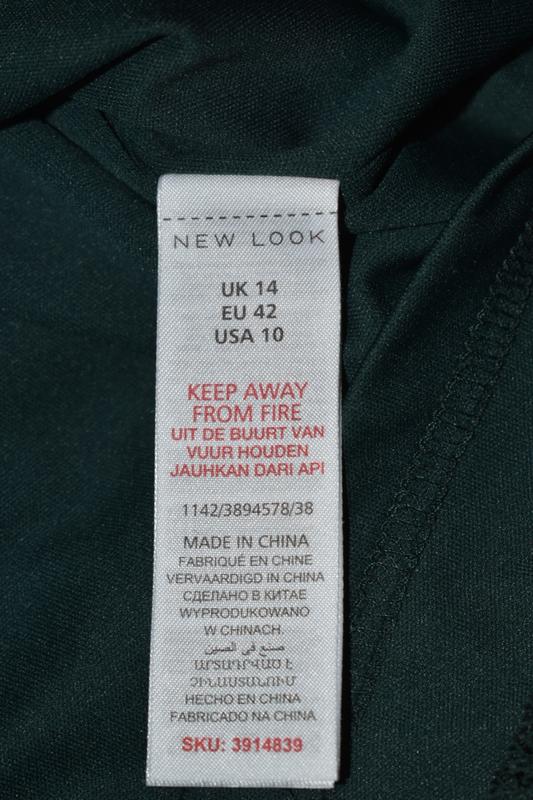 NEW LOOK
UK 14
EU 42
USA 10
KEEP AWAY
FROM FIRE
UIT DE BUURT VAN
VUUR HOUDEN
JAUHKAN DARI API
1142/3894578/38
MADE IN CHINA
FABRIQUÉ EN CHINE
VERVAARDIGD IN CHINA
СДЕЛАНО В КИТАЕ
WYPRODUKOWANO
W CHINACH.
صنع في الصين
ԱՐՏԱԴՐՎԱԾ Է
ՉԻՆԱՍՏԱՆՈՒՄ
HECHO EN CHINA
FABRICADO NA CHINA
SKU: 3914839